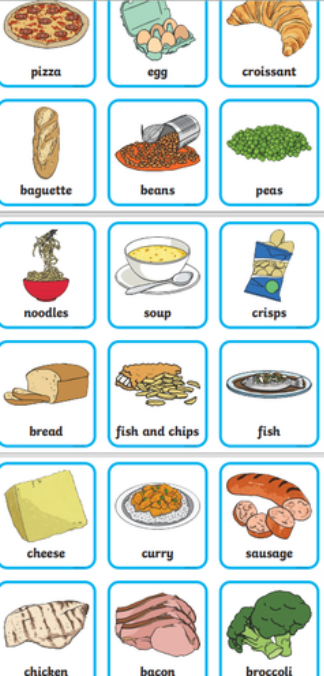 pizza
egg
croissant
baguette
beans
peas
noodles
soup
crisps
bread
fish and chips
fish
cheese
curry
sausage
chicken
bacon
broccoli